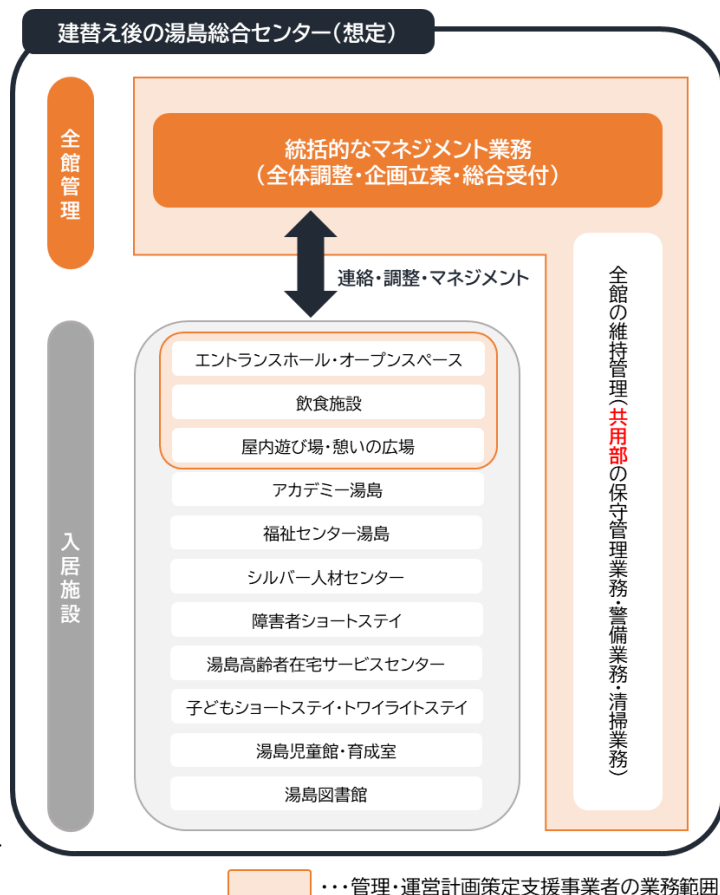 建替え後の湯島総合センター(想定)
全館管理
統括的なマネジメント業務
(全体調整・企画立案・総合受付)
連絡・調整・マネジメント
全館の維持管理(共用部の保守管理業務・警備業務・清掃業務)
入居施設
エントランスホール・オープンスペース
飲食施設
屋内遊び場・憩いの広場
アカデミー湯島
福祉センター湯島
シルバー人材センター
障害者ショートステイ
湯島高齢者在宅サービスセンター
子どもショートステイ・トワイライトステイ
湯島児童館・育成室
湯島図書館
・・・管理・運営計画策定支援事業者の業務範囲